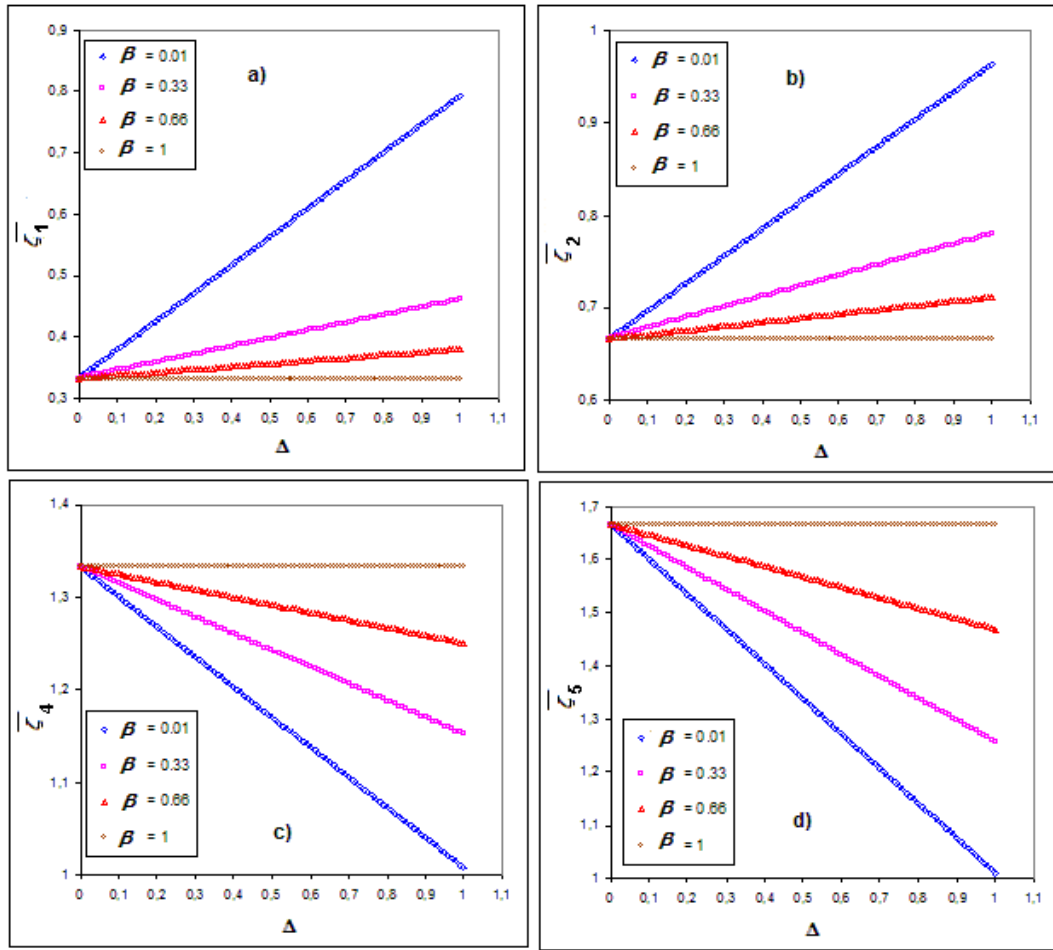 0,9
0,8
0,7
0,6
0,5
0,4
0,3
0 0,1 0,2 0,3 0,4 0,5 0,6 0,7 0,8 0,9 1 1,1
β = 0.01
β = 0.33
β = 0.66
β = 1
a)
ζ̅1
Δ
1
0,9
0,8
0,7
0,6
0 0,1 0,2 0,3 0,4 0,5 0,6 0,7 0,8 0,9 1 1,1
β = 0.01
β = 0.33
β = 0.66
β = 1
b)
ζ̅2
Δ
1,4
1,3
1,2
1,1
1
0 0,1 0,2 0,3 0,4 0,5 0,6 0,7 0,8 0,9 1 1,1
β = 0.01
β = 0.33
β = 0.66
β = 1
c)
ζ̅4
Δ
1,7
1,6
1,5
1,4
1,3
1,2
1,1
1
0 0,1 0,2 0,3 0,4 0,5 0,6 0,7 0,8 0,9 1 1,1
β = 0.01
β = 0.33
β = 0.66
β = 1
d)
ζ̅5
Δ